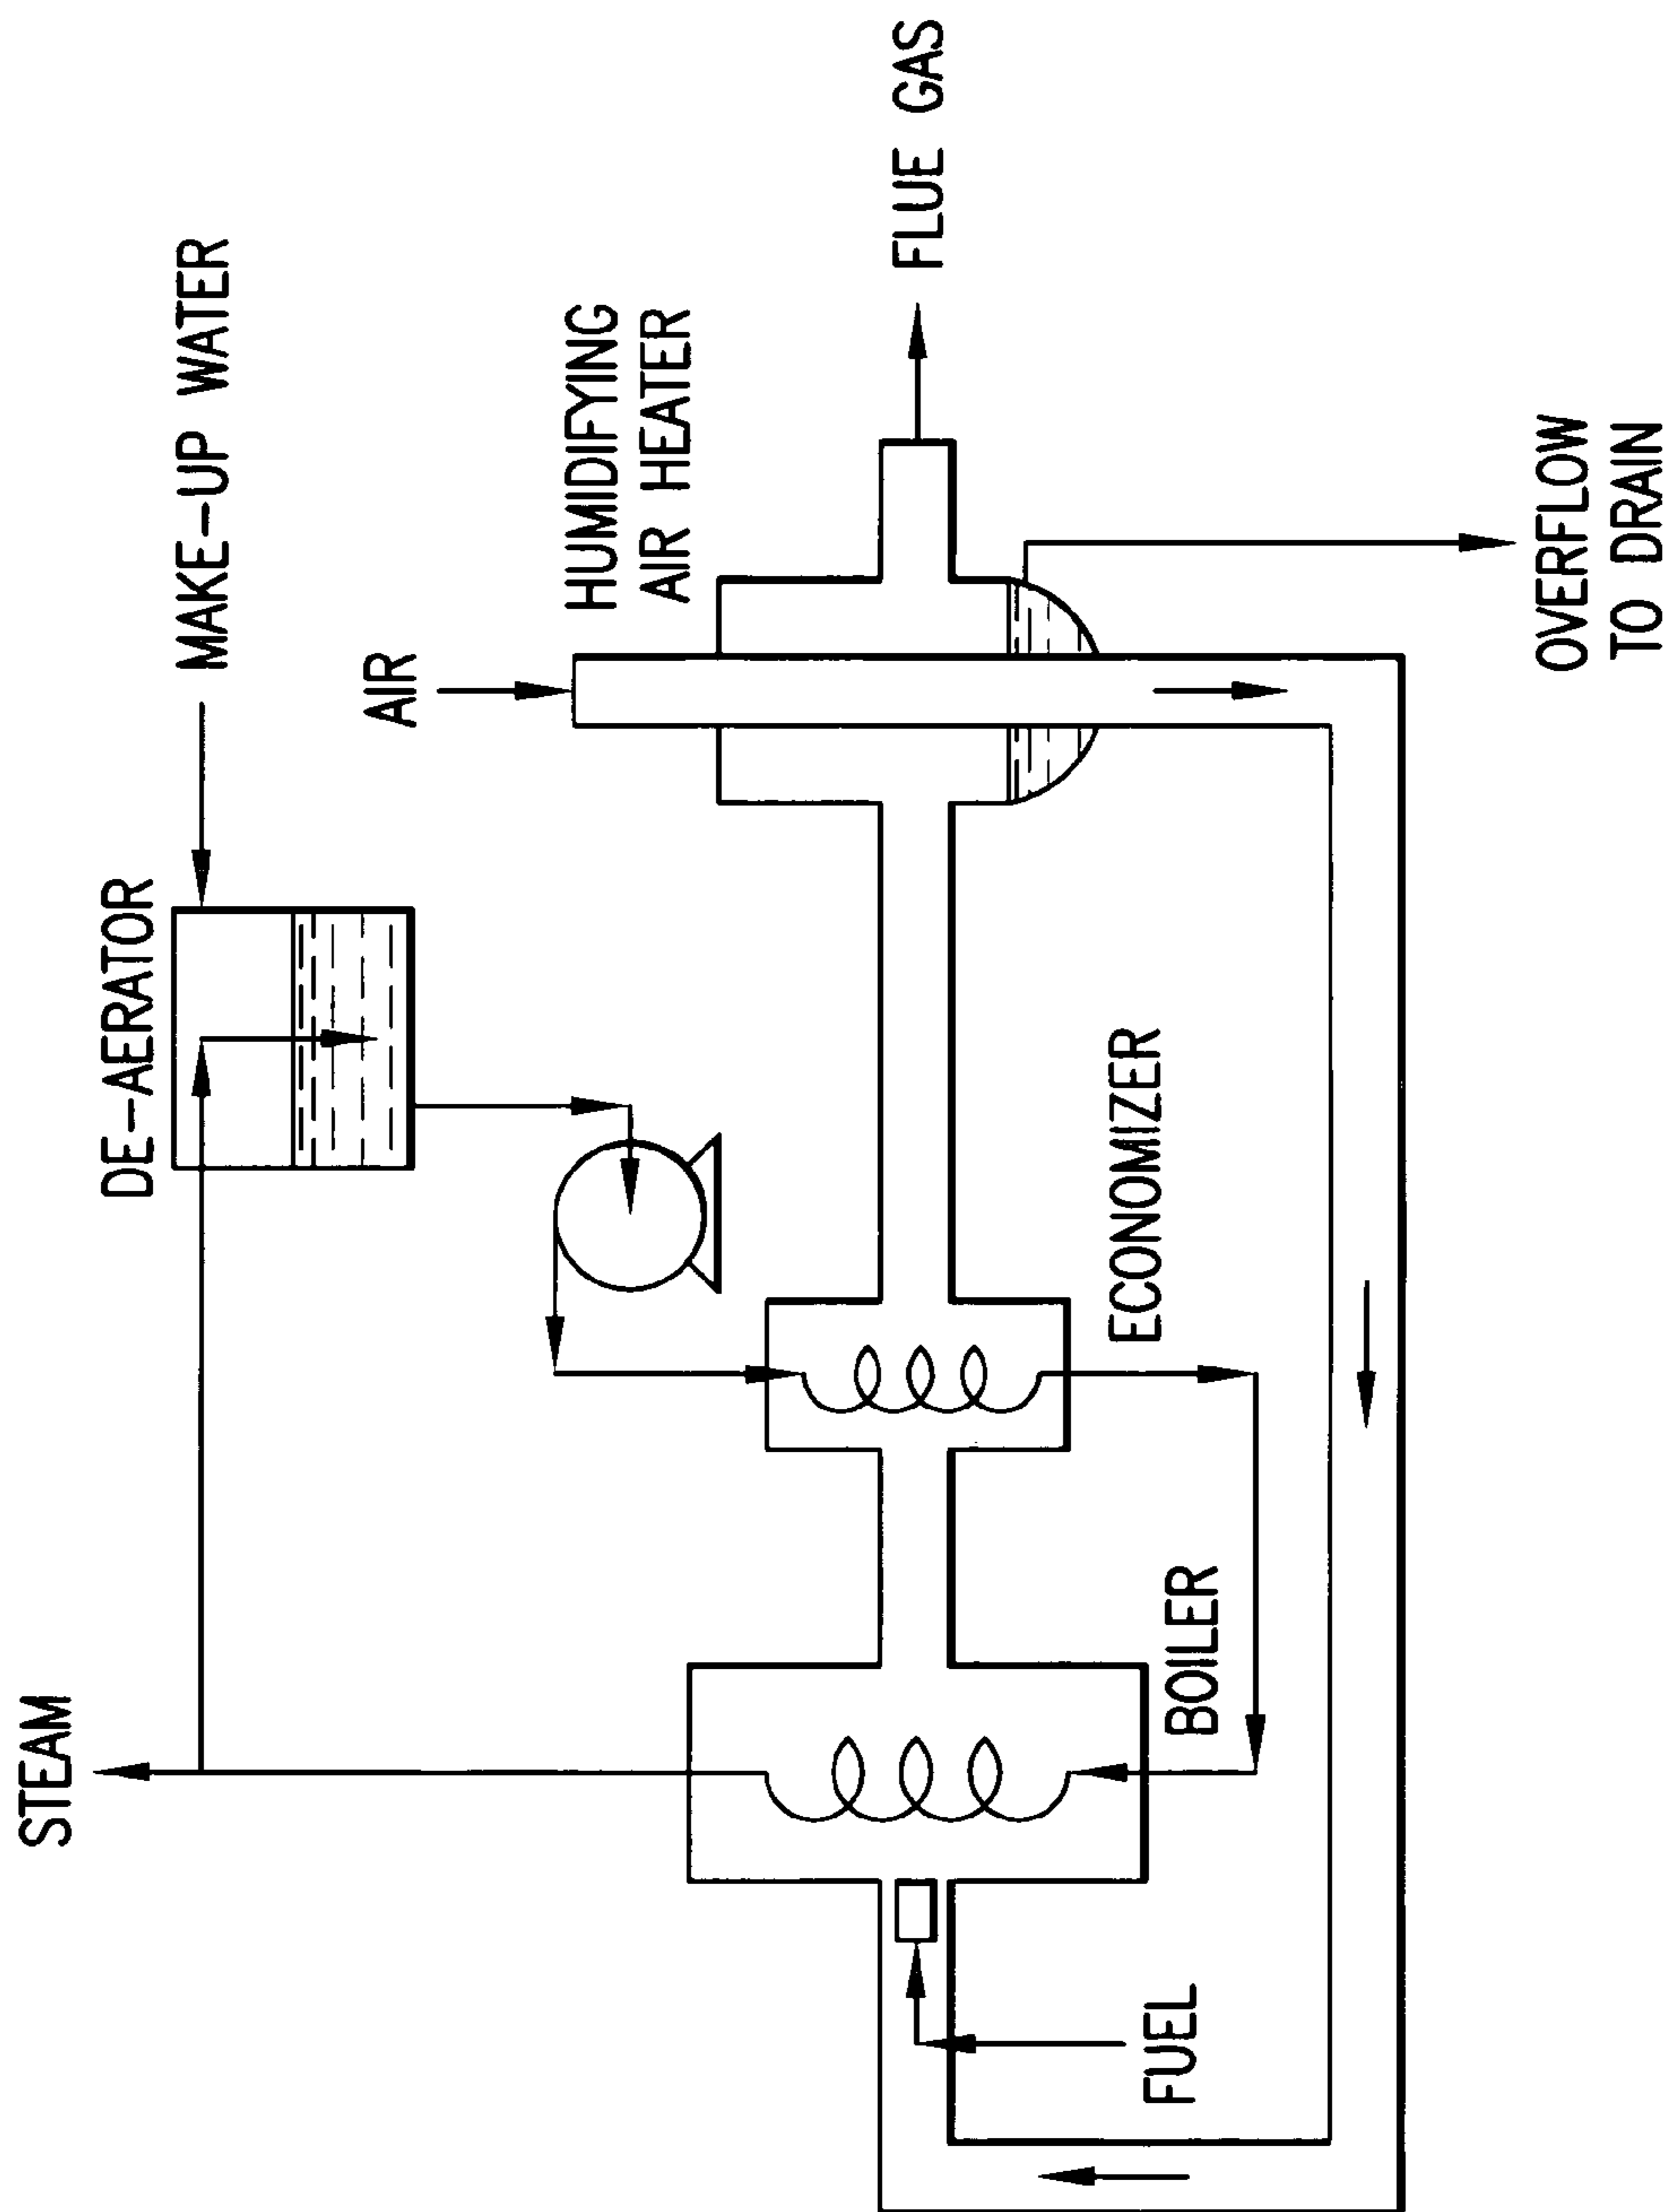 STEAM
DE-AERATOR
MAKE-UP WATER
AIR
HUMIDIFYING
AIR HEATER
FLUE GAS
ECONOMIZER
BOILER
FUEL
OVERFLOW
TO DRAIN